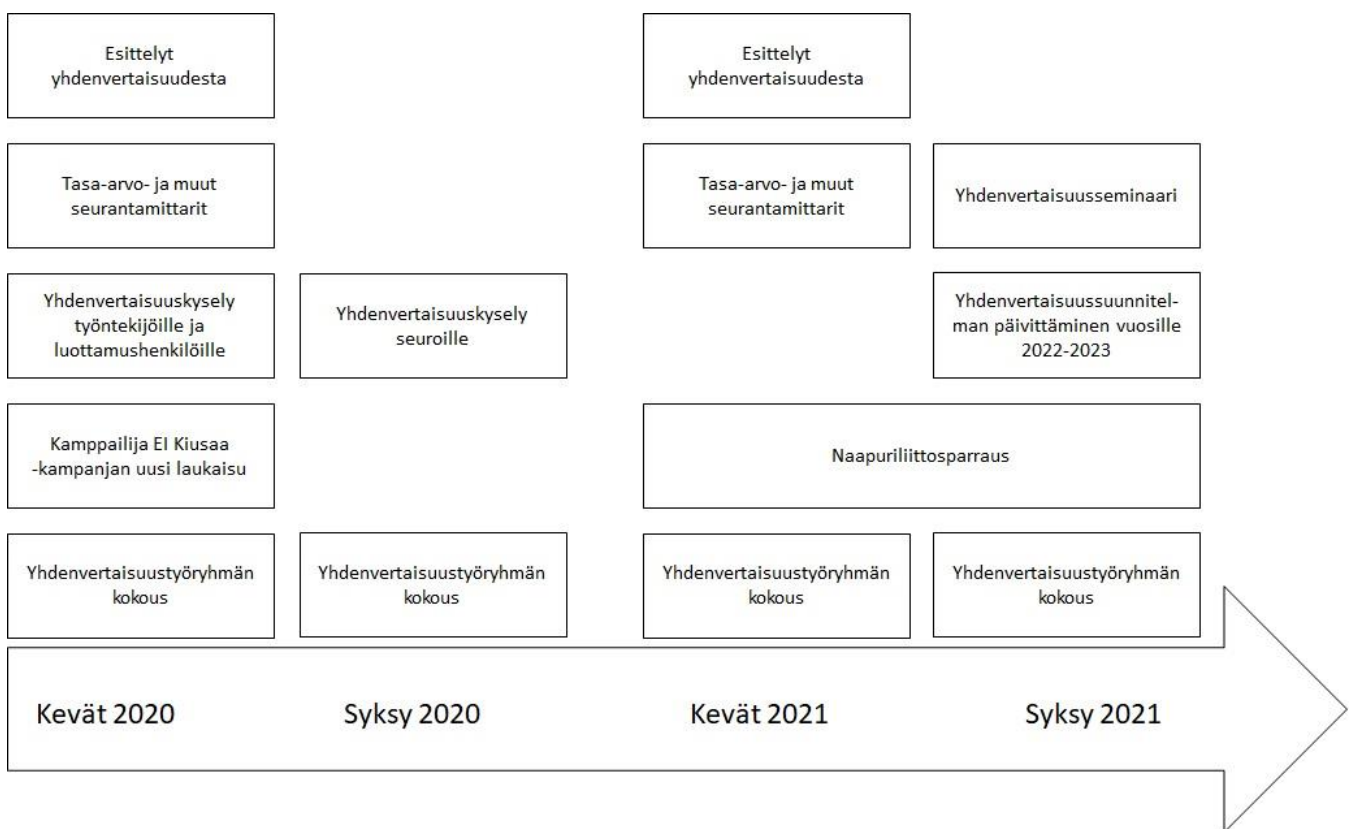 Esittelyt
yhdenvertaisuudesta
Esittelyt
yhdenvertaisuudesta
Tasa-arvo- ja muut
seurantamittarit
Tasa-arvo- ja muut
seurantamittarit
Yhdenvertaisuusseminaari
Yhdenvertaisuuskysely
työntekijöille ja
luottamushenkilöille
Yhdenvertaisuuskysely
seuroille
Yhdenvertaisuussuunnitel-
man päivittäminen vuosille
2022-2023
Kamppailija EI Kiusaa
-kampanjan uusi laukaisu
Naapuriliittosparraus
Yhdenvertaisuustyöryhmän
kokous
Yhdenvertaisuustyöryhmän
kokous
Yhdenvertaisuustyöryhmän
kokous
Yhdenvertaisuustyöryhmän
kokous
Kevät 2020
Syksy 2020
Kevät 2021
Syksy 2021